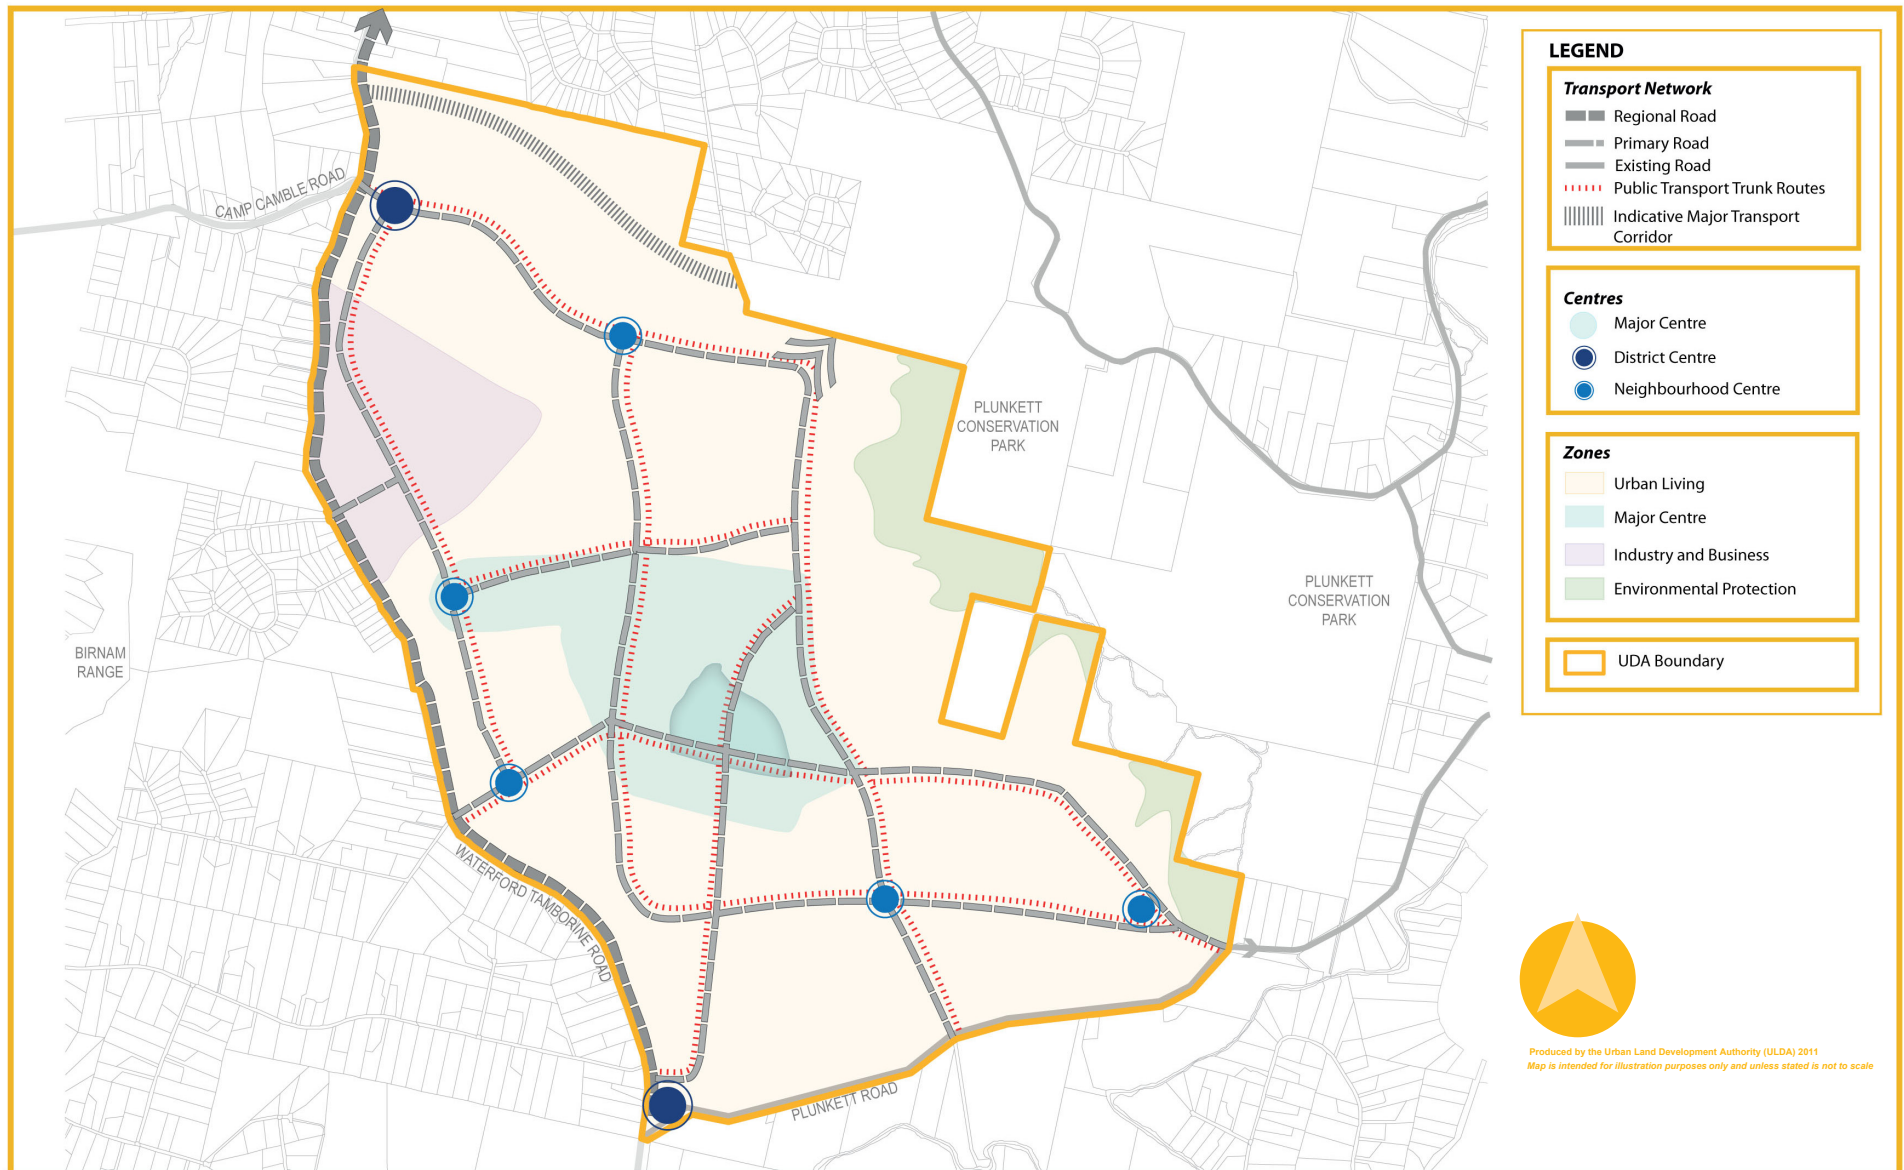 CAMP CAMBLE ROAD
PLUNKETT
CONSERVATION
PARK
PLUNKETT
CONSERVATION
PARK
BIRNAM
RANGE
WATERFORD TAMBORINE ROAD
PLUNKETT ROAD
LEGEND
Transport Network
Regional Road
Primary Road
Existing Road
Public Transport Trunk Routes
Indicative Major Transport
Corridor
Centres
Major Centre
District Centre
Neighbourhood Centre
Zones
Urban Living
Major Centre
Industry and Business
Environmental Protection
UDA Boundary
Produced by the Urban Land Development Authority (ULDA) 2011
Map is intended for illustration purposes only and unless stated is not to scale